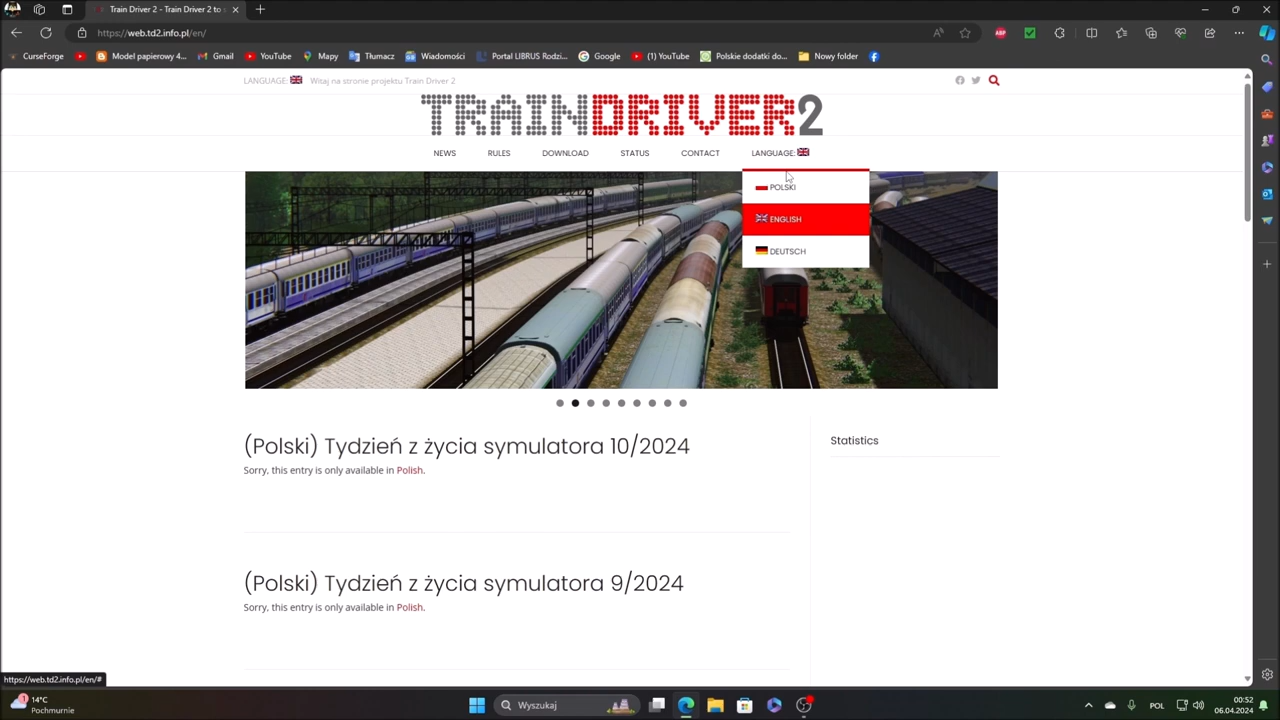 Train Driver 2 - Train Driver 2 to
https://web.td2.info.pl/en/
CurseForge
Model papierowy 4...
Gmail
YouTube
Mapy
Tłumacz
Wiadomości
Portal LIBRUS Rodzi...
Google
(1) YouTube
Polskie dodatki do...
Nowy folder
LANGUAGE: Witaj na stronie projektu Train Driver 2
TRAINDRIVER2
NEWS RULES DOWNLOAD STATUS CONTACT LANGUAGE:
POLSKI
ENGLISH
DEUTSCH
(Polski) Tydzień z życia symulatora 10/2024
Sorry, this entry is only available in Polish.
Statistics
(Polski) Tydzień z życia symulatora 9/2024
Sorry, this entry is only available in Polish.
https://web.td2.info.pl/en/#
1
14°C
Pochmurnie
Wyszukaj
POL
00:52
06.04.2024